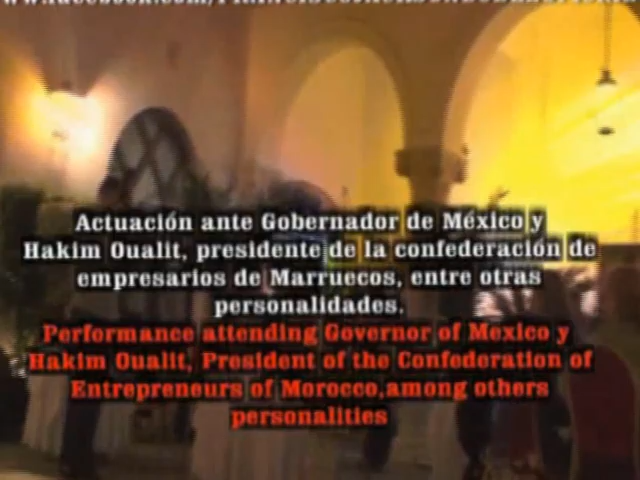 Actuación ante Gobernador de México y
Hakim Oualit, presidente de la confederación de
empresarios de Marruecos, entre otras
personalidades.
Performance attending Governor of Mexico y
Hakim Oualit, President of the Confederation of
Entrepreneurs of Morocco,among others
personalities